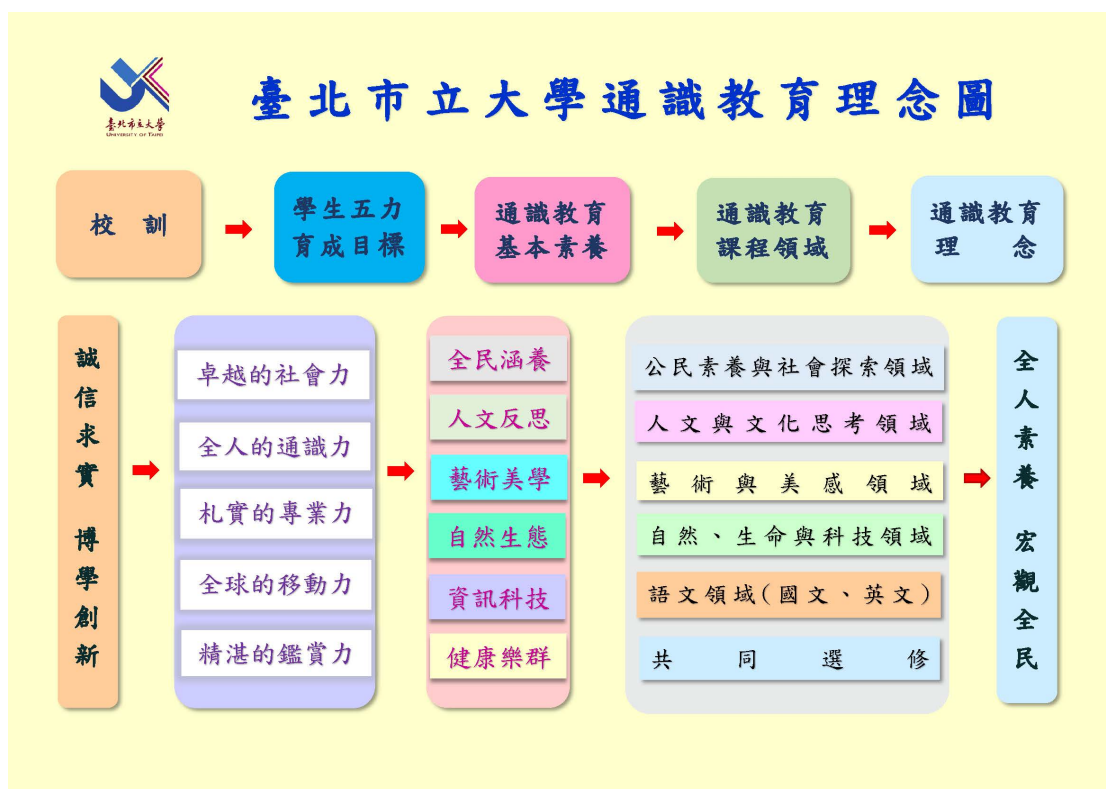 臺北市立大學
UNIVERSITY OF TAIPEI
臺北市立大學通識教育理念圖
校訓
學生五力
育成目標
通識教育
基本素養
通識教育
課程領域
通識教育
理念
誠信求實 博學創新
卓越的社會力
全人的通識力
札實的專業力
全球的移動力
精湛的鑑賞力
全民涵養
人文反思
藝術美學
自然生態
資訊科技
健康樂群
公民素養與社會探索領域
人文與文化思考領域
藝術與美感領域
自然、生命與科技領域
語文領域(國文、英文)
共同選修
全人素養 宏觀全民